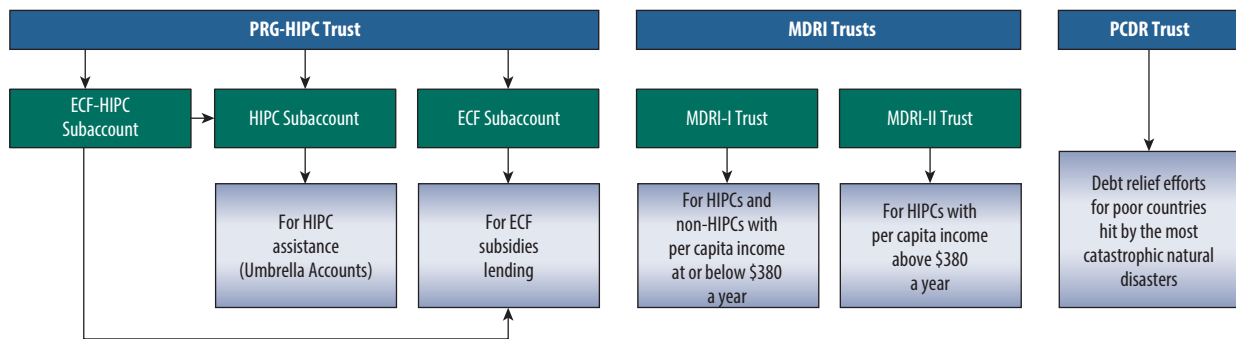 PRG-HIPC Trust
ECF-HIPC
Subaccount
HIPC Subaccount
ECF Subaccount
For HIPC
assistance
(Umbrella Accounts)
For ECF
subsidies
lending
MDRI Trusts
MDRI-I Trust
MDRI-II Trust
For HIPCs and
non-HIPCs with
per capita income
at or below $380
a year
For HIPCs with
per capita income
above $380
a year
PCDR Trust
Debt relief efforts
for poor countries
hit by the most
catastrophic natural
disasters